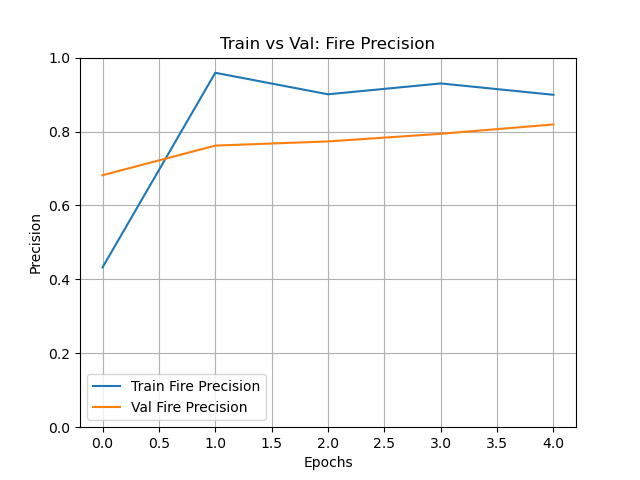 Train vs Val: Fire Precision
1.0
0.8
0.6
0.4
0.2
0.0
Precision
Train Fire Precision
Val Fire Precision
0.0 0.5 1.0 1.5 2.0 2.5 3.0 3.5 4.0
Epochs